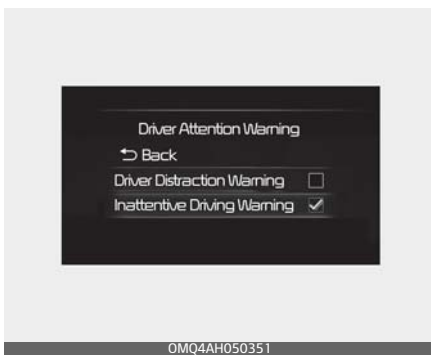 Driver Attention Warning
Back
Driver Distraction Warning
Inattentive Driving Warning
OMQ4AH050351